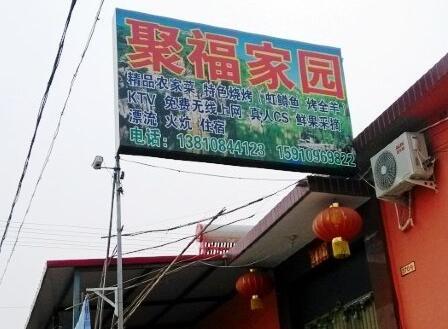 聚福家园
精品农家菜 特色烧烤 虹鳟鱼 烤全羊
KTV 免费无线上网 真人CS 鲜果采摘
漂流 火炕 住宿
电话：13810844123 15910969822